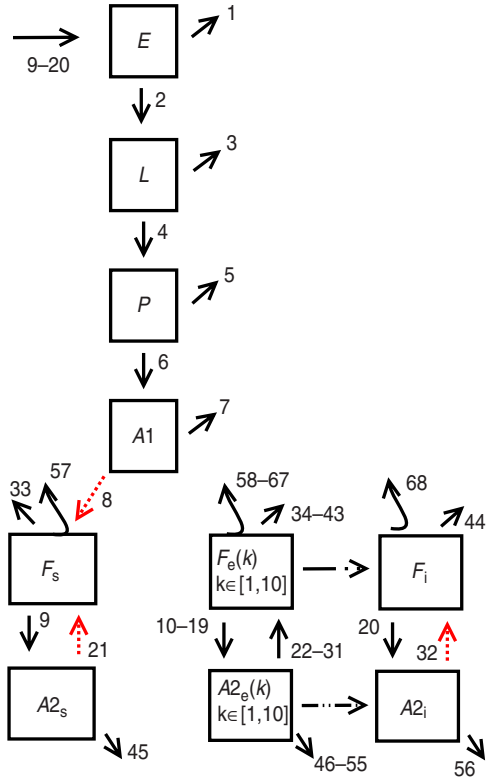 E
1
9–20
2
L
3
4
P
5
6
A1
7
8
33
57
58–67
34–43
68
44
Fs
Fe(k)
k∈[1,10]
Fi
9
21
10–19
22–31
20
32
A2s
A2e(k)
k∈[1,10]
A2i
45
46–55
56